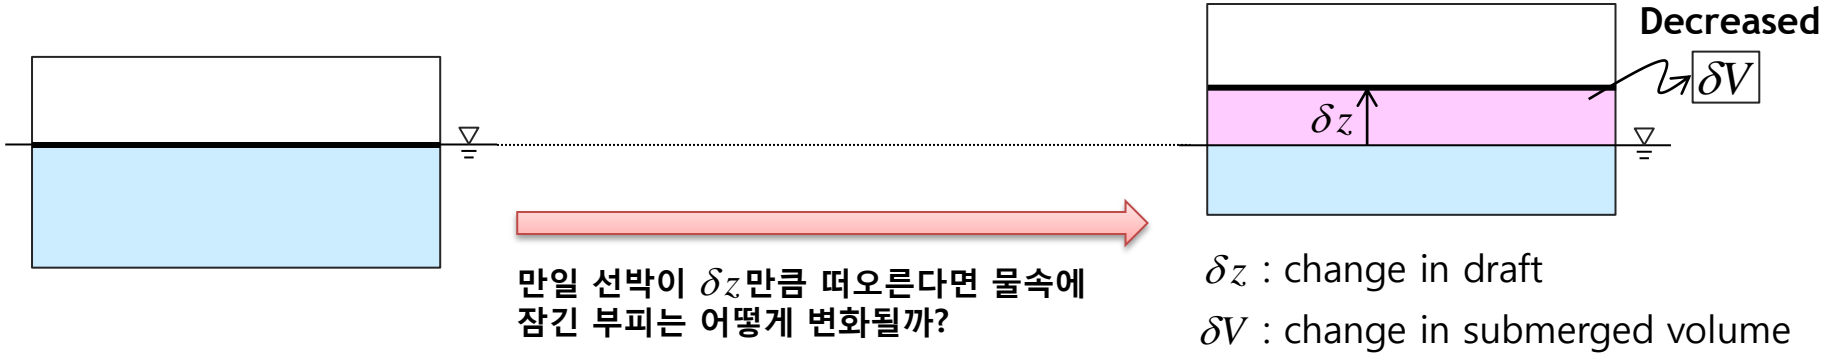 Decreased
δV
δz
만일 선박이 δz만큼 떠오른다면 물속에
잠긴 부피는 어떻게 변화될까?
δz : change in draft
δV : change in submerged volume